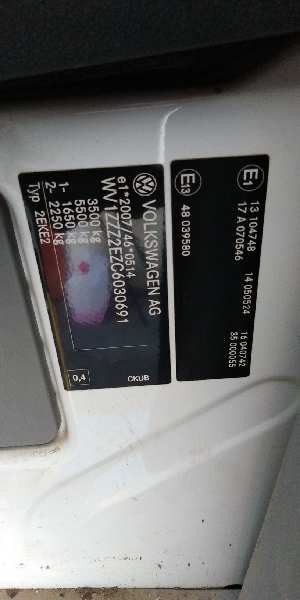 VOLKSWAGEN AG
e1*2007/46*0514
WV1ZZZ2EZC6030691
3500 kg
5500 kg
1- 1650 kg
2- 2250 kg
Typ 2EKE2
0,4
CKUB
E1
13 104748
17 A 070546
14 050524
16 040742
35 000055
E13
48 039580